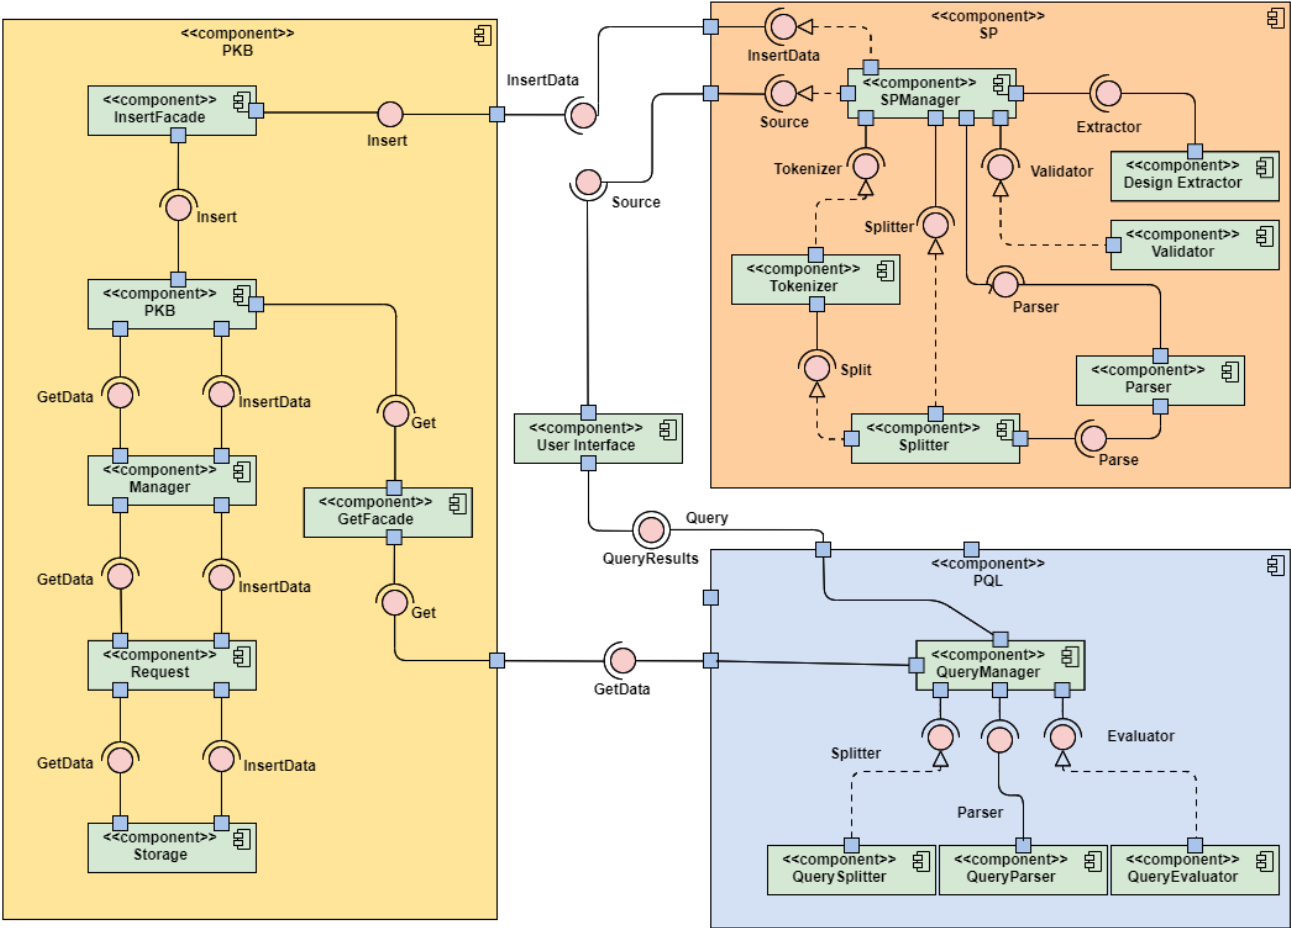 <<component>>
PKB
<<component>>
InsertFacade
Insert
Insert
<<component>>
PKB
GetData
InsertData
Get
<<component>>
Manager
<<component>>
GetFacade
GetData
InsertData
Get
<<component>>
Request
GetData
InsertData
<<component>>
Storage
InsertData
Source
<<component>>
User Interface
Query
QueryResults
GetData
<<component>>
SP
InsertData
<<component>>
SPManager
Source
Extractor
Tokenizer
Validator
<<component>>
Design Extractor
Splitter
<<component>>
Validator
<<component>>
Tokenizer
Parser
Split
<<component>>
Parser
<<component>>
Splitter
Parse
<<component>>
PQL
<<component>>
QueryManager
Splitter
Evaluator
Parser
<<component>>
QuerySplitter
<<component>>
QueryParser
<<component>>
QueryEvaluator